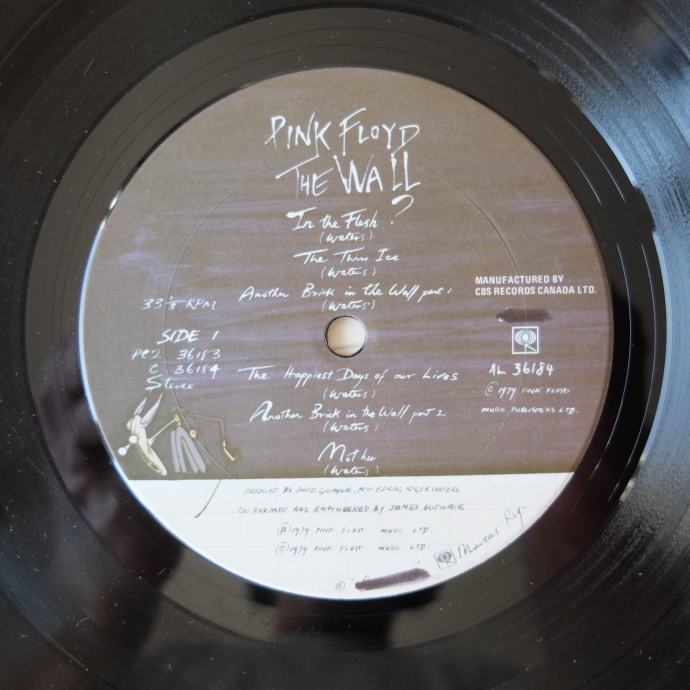 PINK FLOYD
THE WALL
In the Flesh ?
(Waters)
The Thin Ice
(Waters)
Another Brick in the Wall part 1
(Waters)
33 1/3 RPM
SIDE 1
PC2 36183
C 36184
Stereo
The Happiest Days of our Lives
(Waters)
Another Brick in the Wall part 2
(Waters)
Mother
(Waters)
MANUFACTURED BY
CBS RECORDS CANADA LTD.
AL 36184
© 1979 PINK FLOYD
MUSIC PUBLISHERS LTD.
PRODUCED BY DAVID GILMOUR, BOB EZRIN, ROGER WATERS
CO-PRODUCED AND ENGINEERED BY JAMES GUTHRIE
℗ 1979 PINK FLOYD MUSIC LTD.
© 1979 PINK FLOYD MUSIC LTD.
©